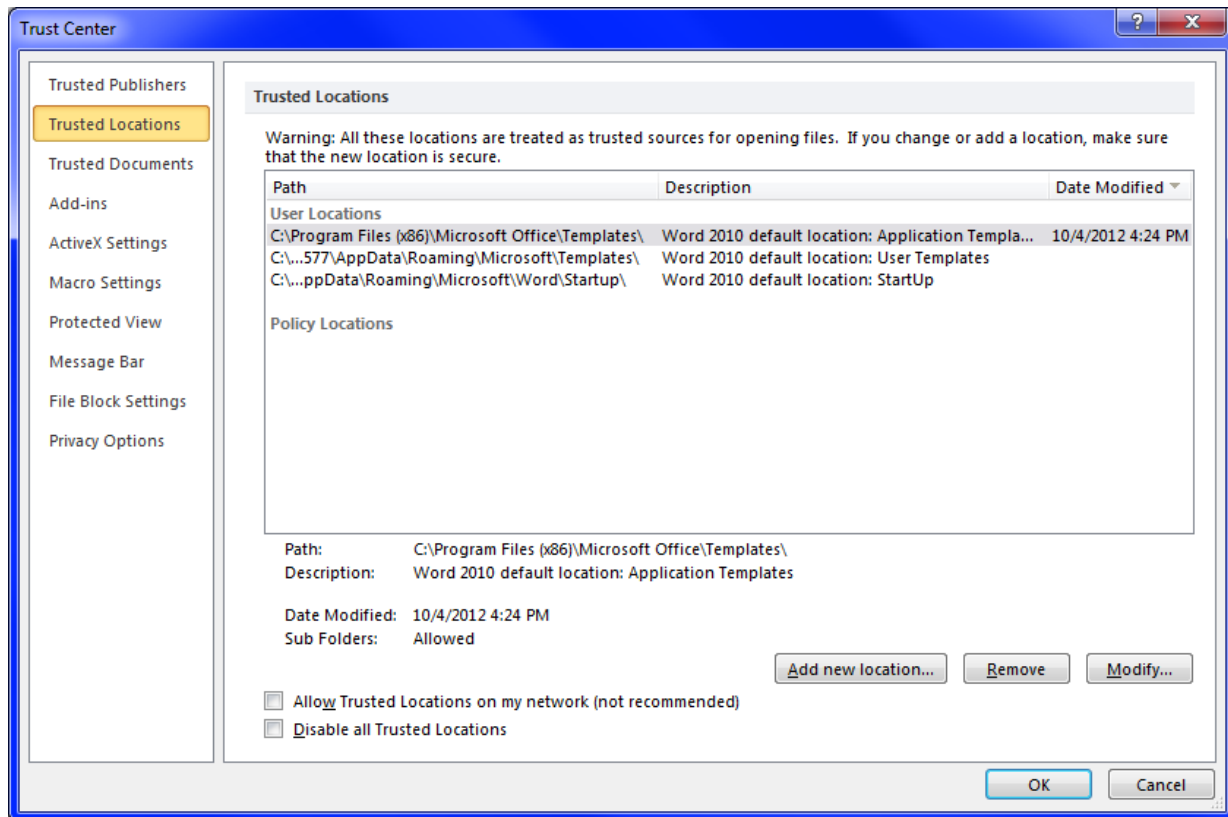 Trust Center
Trusted Publishers
Trusted Locations
Trusted Documents
Add-ins
ActiveX Settings
Macro Settings
Protected View
Message Bar
File Block Settings
Privacy Options
Trusted Locations
Warning: All these locations are treated as trusted sources for opening files. If you change or add a location, make sure
that the new location is secure.
Path Description Date Modified
User Locations
C:\Program Files (x86)\Microsoft Office\Templates\ Word 2010 default location: Application Templa... 10/4/2012 4:24 PM
C:\...577\AppData\Roaming\Microsoft\Templates\ Word 2010 default location: User Templates
C:\...ppData\Roaming\Microsoft\Word\Startup\ Word 2010 default location: StartUp
Policy Locations
Path: C:\Program Files (x86)\Microsoft Office\Templates\
Description: Word 2010 default location: Application Templates
Date Modified: 10/4/2012 4:24 PM
Sub Folders: Allowed
Add new location... Remove Modify...
Allow Trusted Locations on my network (not recommended)
Disable all Trusted Locations
OK Cancel